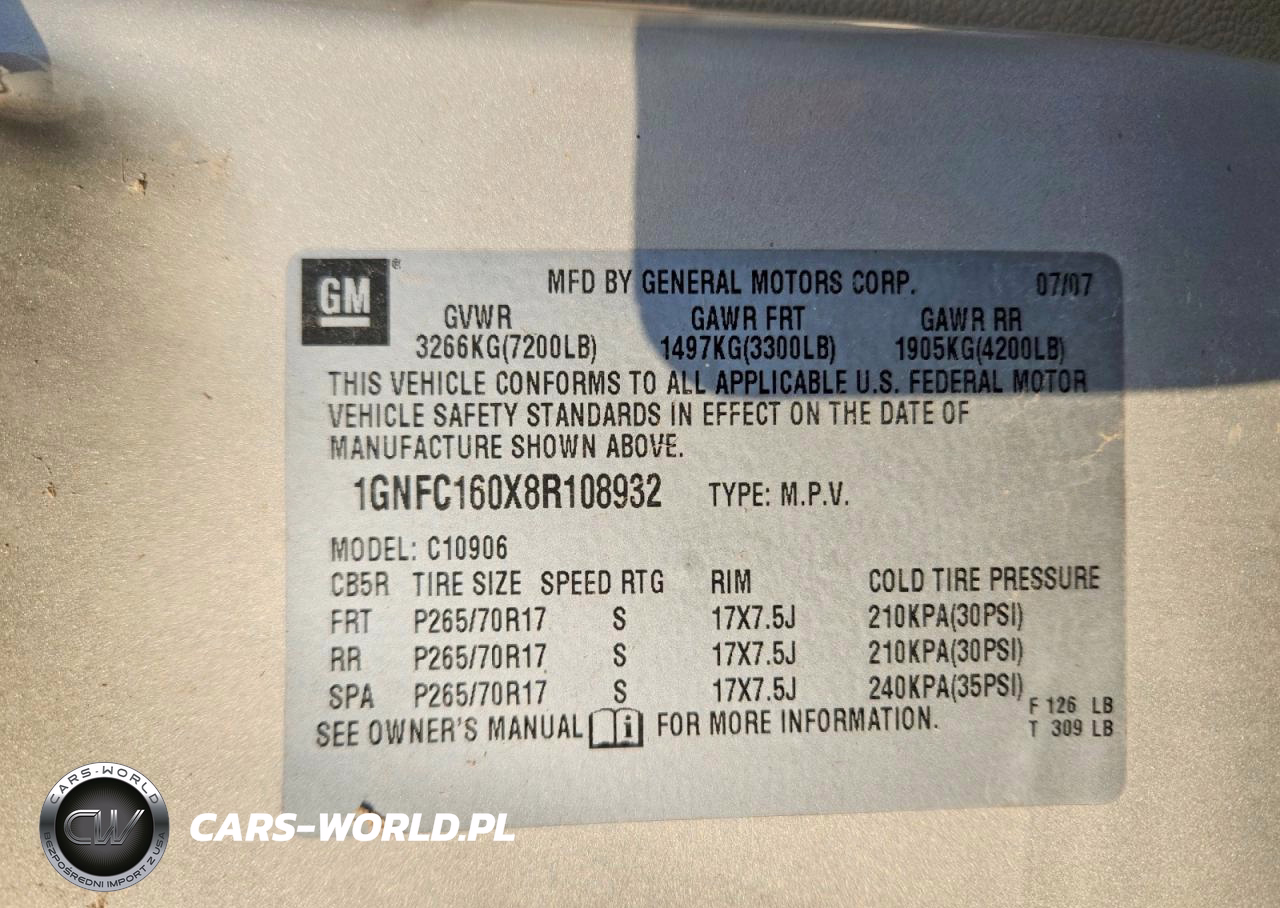 GM ® MFD BY GENERAL MOTORS CORP. 07/07
GVWR GAWR FRT GAWR RR
3266KG(7200LB) 1497KG(3300LB) 1905KG(4200LB)
THIS VEHICLE CONFORMS TO ALL APPLICABLE U.S. FEDERAL MOTOR
VEHICLE SAFETY STANDARDS IN EFFECT ON THE DATE OF
MANUFACTURE SHOWN ABOVE.
1GNFC160X8R108932 TYPE: M.P.V.
MODEL: C10906
CB5R TIRE SIZE SPEED RTG RIM COLD TIRE PRESSURE
FRT P265/70R17 S 17X7.5J 210KPA(30PSI)
RR P265/70R17 S 17X7.5J 210KPA(30PSI)
SPA P265/70R17 S 17X7.5J 240KPA(35PSI)
F 126 LB
SEE OWNER'S MANUAL i FOR MORE INFORMATION.
T 309 LB
CARS-WORLD
CW
BEZPOŚREDNI IMPORT Z USA
CARS-WORLD.PL